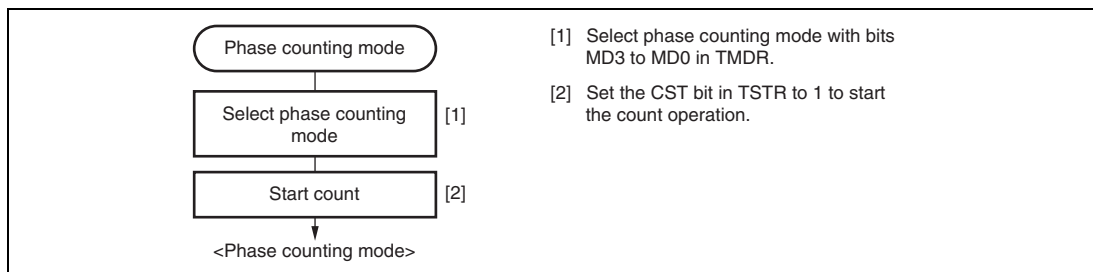 Phase counting mode
Select phase counting
mode
[1]
Start count
[2]
<Phase counting mode>
[1] Select phase counting mode with bits
MD3 to MD0 in TMDR.
[2] Set the CST bit in TSTR to 1 to start
the count operation.